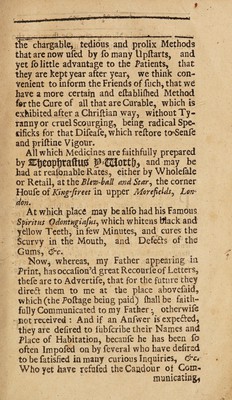 the chargable, tedious and prolix Methods
that are now uſed by ſo many Upſtarts, and
yet ſo little advantage to the Patients, that
they are kept year after year, we think con-
venient to inform the Friends of ſuch, that we
have a more certain and eſtabliſhed Method
for the Cure of all that are Curable, which is
exhibited after a Chriſtian way, without Ty-
ranny or cruel Scourging, being radical Spe-
cificks for that Diſeaſe, which reſtore to Senſe
and priſtine Vigour.
All which Medicines are faithfully prepared
by Theophraſtus P Worth, and may be
had at reaſonable Rates, either by Wholeſale
or Retail, at the Blew-ball and Star, the corner
Houſe of King-ſtreet in upper Morefields, Lon-
don.
At which place may be alſo had his Famous
Spiritus Odontugiaſus, which whitens black and
yellow Teeth, in few Minutes, and cures the
Scurvy in the Mouth, and Defects of the
Gums, &c.
Now, whereas, my Father appearing in
Print, has occaſion'd great Recourſe of Letters,
theſe are to Advertiſe, that for the future they
direct them to me at the place aboveſaid,
which (the Poſtage being paid) ſhall be faith-
fully Communicated to my Father; otherwiſe
not received: And if an Anſwer is expected,
they are deſired to ſubſcribe their Names and
Place of Habitation, becauſe he has been ſo
often Impoſed on by ſeveral who have deſired
to be ſatisfied in many curious Inquiries, &c.
Who yet have refuſed the Candour of Com-
municating,